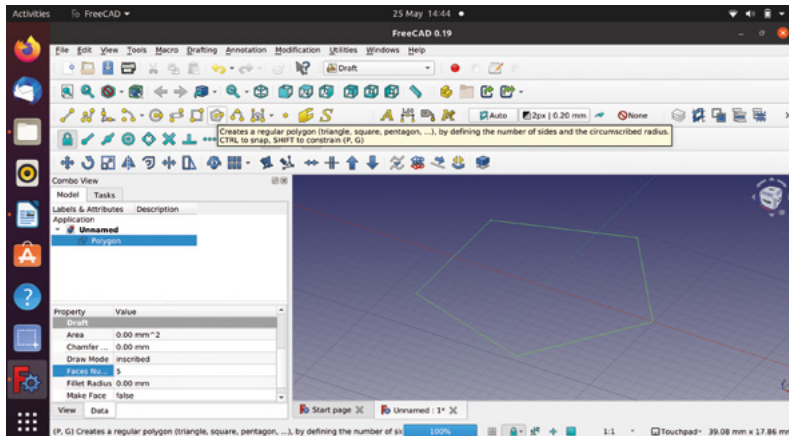 Activities
FreeCAD
25 May 14:44
FreeCAD 0.19
File Edit View Tools Macro Drafting Annotation Modification Utilities Windows Help
Draft
Auto 2px | 0.20 mm None
Creates a regular polygon (triangle, square, pentagon, ...), by defining the number of sides and the circumscribed radius.
CTRL to snap, SHIFT to constrain (P, G)
Combo View
Model Tasks
Labels & Attributes Description
Application
Unnamed
Polygon
Property Value
Draft
Area 0.00 mm^2
Chamfer ... 0.00 mm
Draw Mode inscribed
Faces Nu... 5
Fillet Radius 0.00 mm
Make Face false
View Data
Start page Unnamed : 1*
(P, G) Creates a regular polygon (triangle, square, pentagon, ...), by defining the number of si 100% 1:1 Touchpad 39.08 mm x 17.86 mm